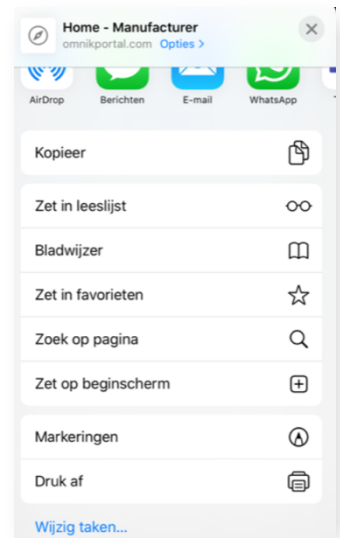 Home - Manufacturer
omnikportal.com Opties >
AirDrop Berichten E-mail WhatsApp
Kopieer
Zet in leeslijst
Bladwijzer
Zet in favorieten
Zoek op pagina
Zet op beginscherm
Markeringen
Druk af
Wijzig taken...